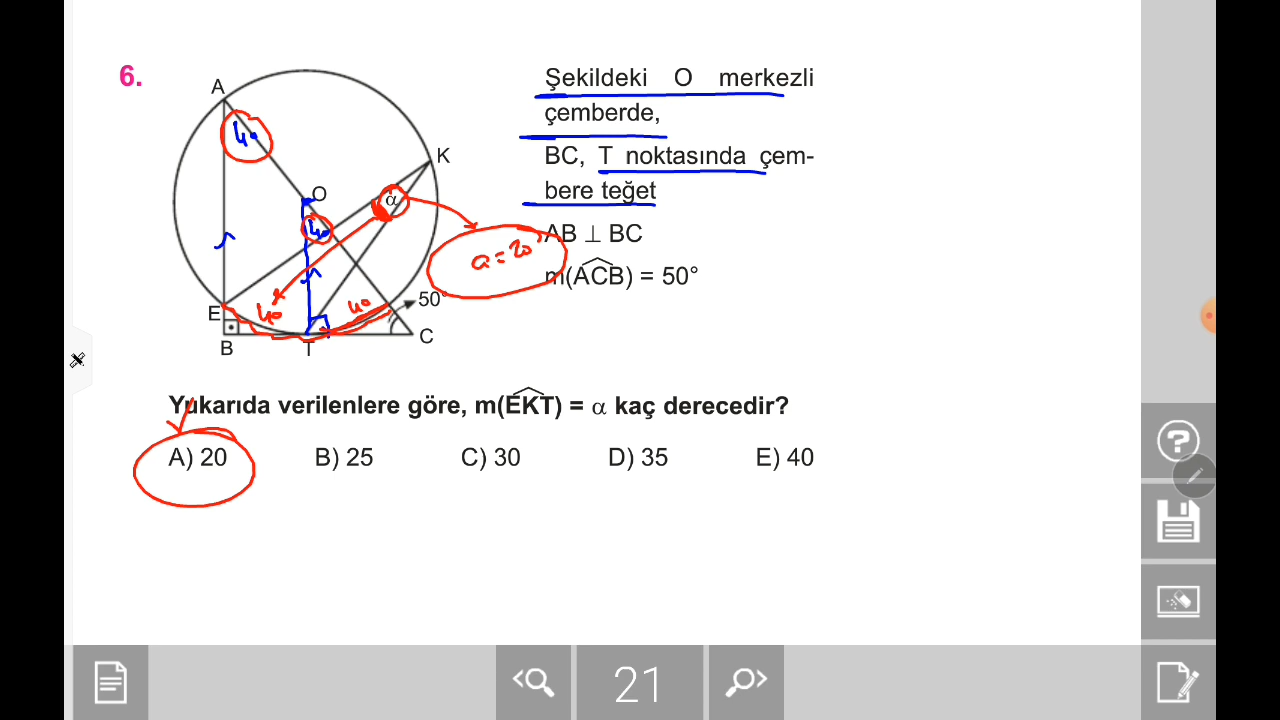 6.
Şekildeki O merkezli
çemberde,
BC, T noktasında çem-
bere teğet
AB ⊥ BC
m(ACB) = 50°
A
40
K
O
α
40
a = 20°
E
40
40
50°
B
T
C
Yukarıda verilenlere göre, m(EKT) = α kaç derecedir?
A) 20 B) 25 C) 30 D) 35 E) 40
21